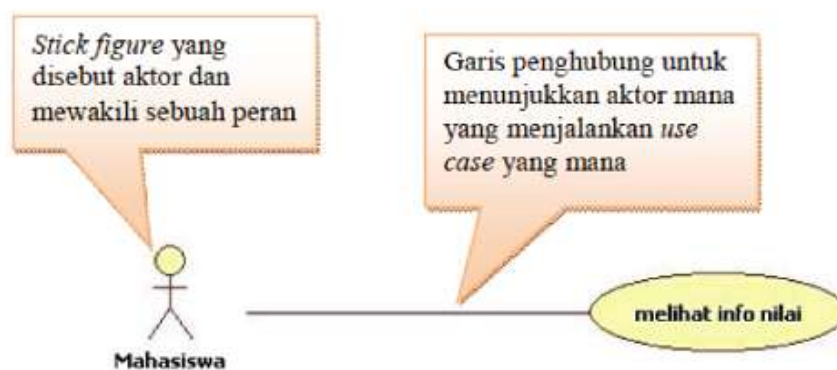 Stick figure yang
disebut aktor dan
mewakili sebuah peran
Garis penghubung untuk
menunjukkan aktor mana
yang menjalankan use
case yang mana
melihat info nilai
Mahasiswa